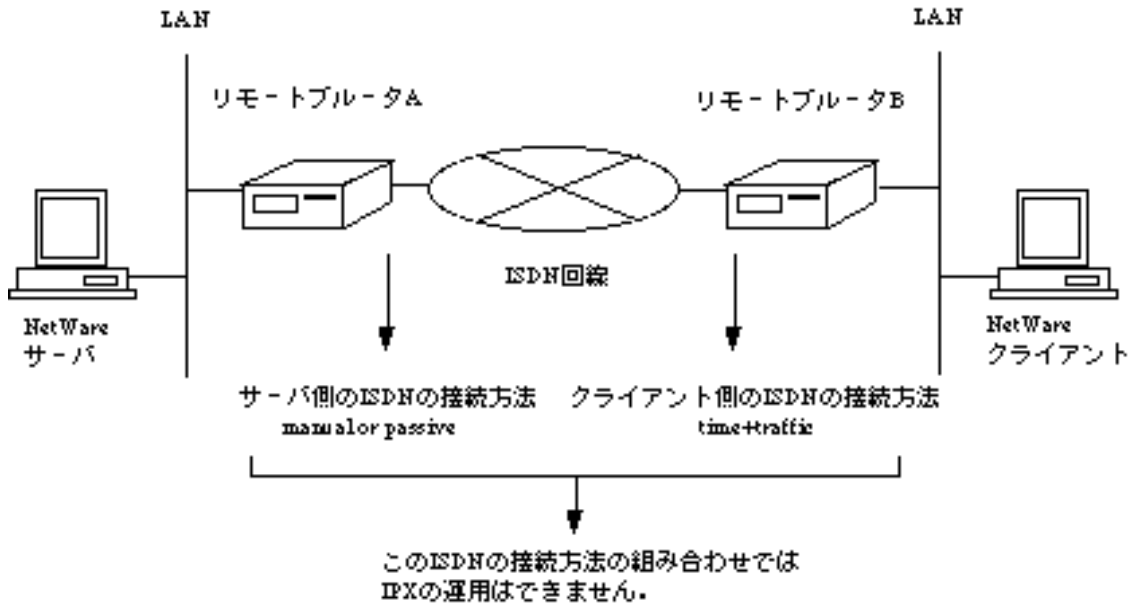 LAN
LAN
リモートブルータA
リモートブルータB
ISDN回線
NetWare
サーバ
NetWare
クライアント
サーバ側のISDNの接続方法
manual or passive
クライアント側のISDNの接続方法
time+traffic
このISDNの接続方法の組み合わせでは
IPXの運用はできません.